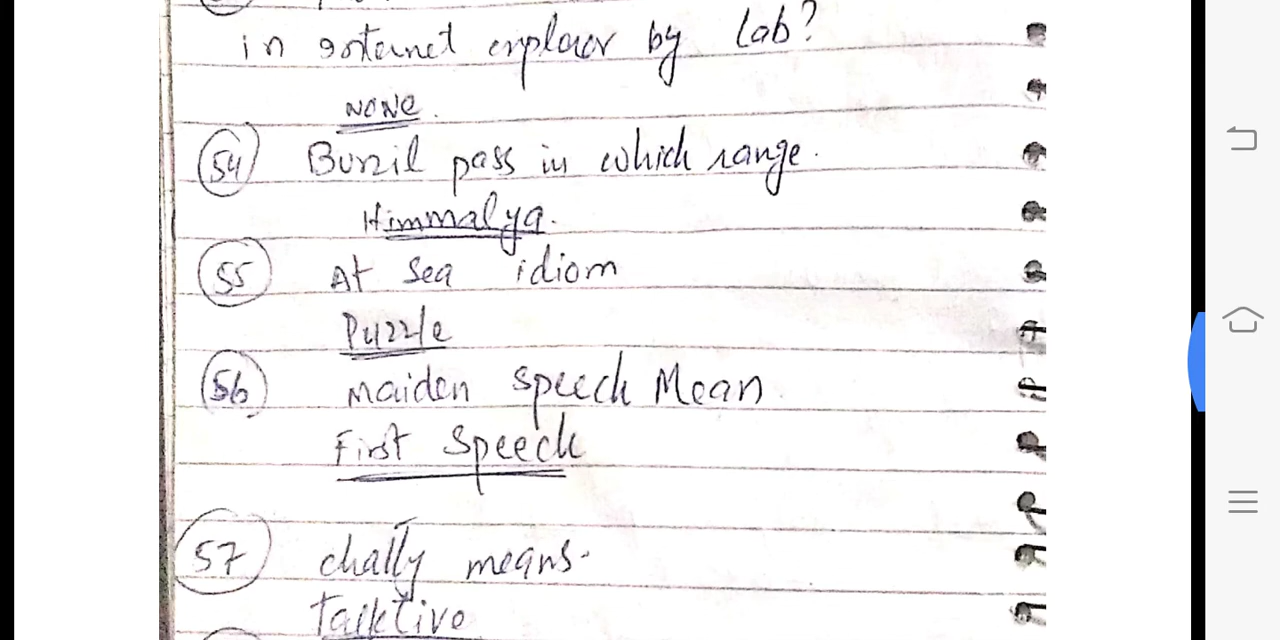 in internet explorer by Lab?
NONE.
54 Burzil pass in which range.
Himmalya.
55 At Sea idiom
Puzzle
56 Maiden Speech Mean
First Speech
57 chatty means.
Talktive